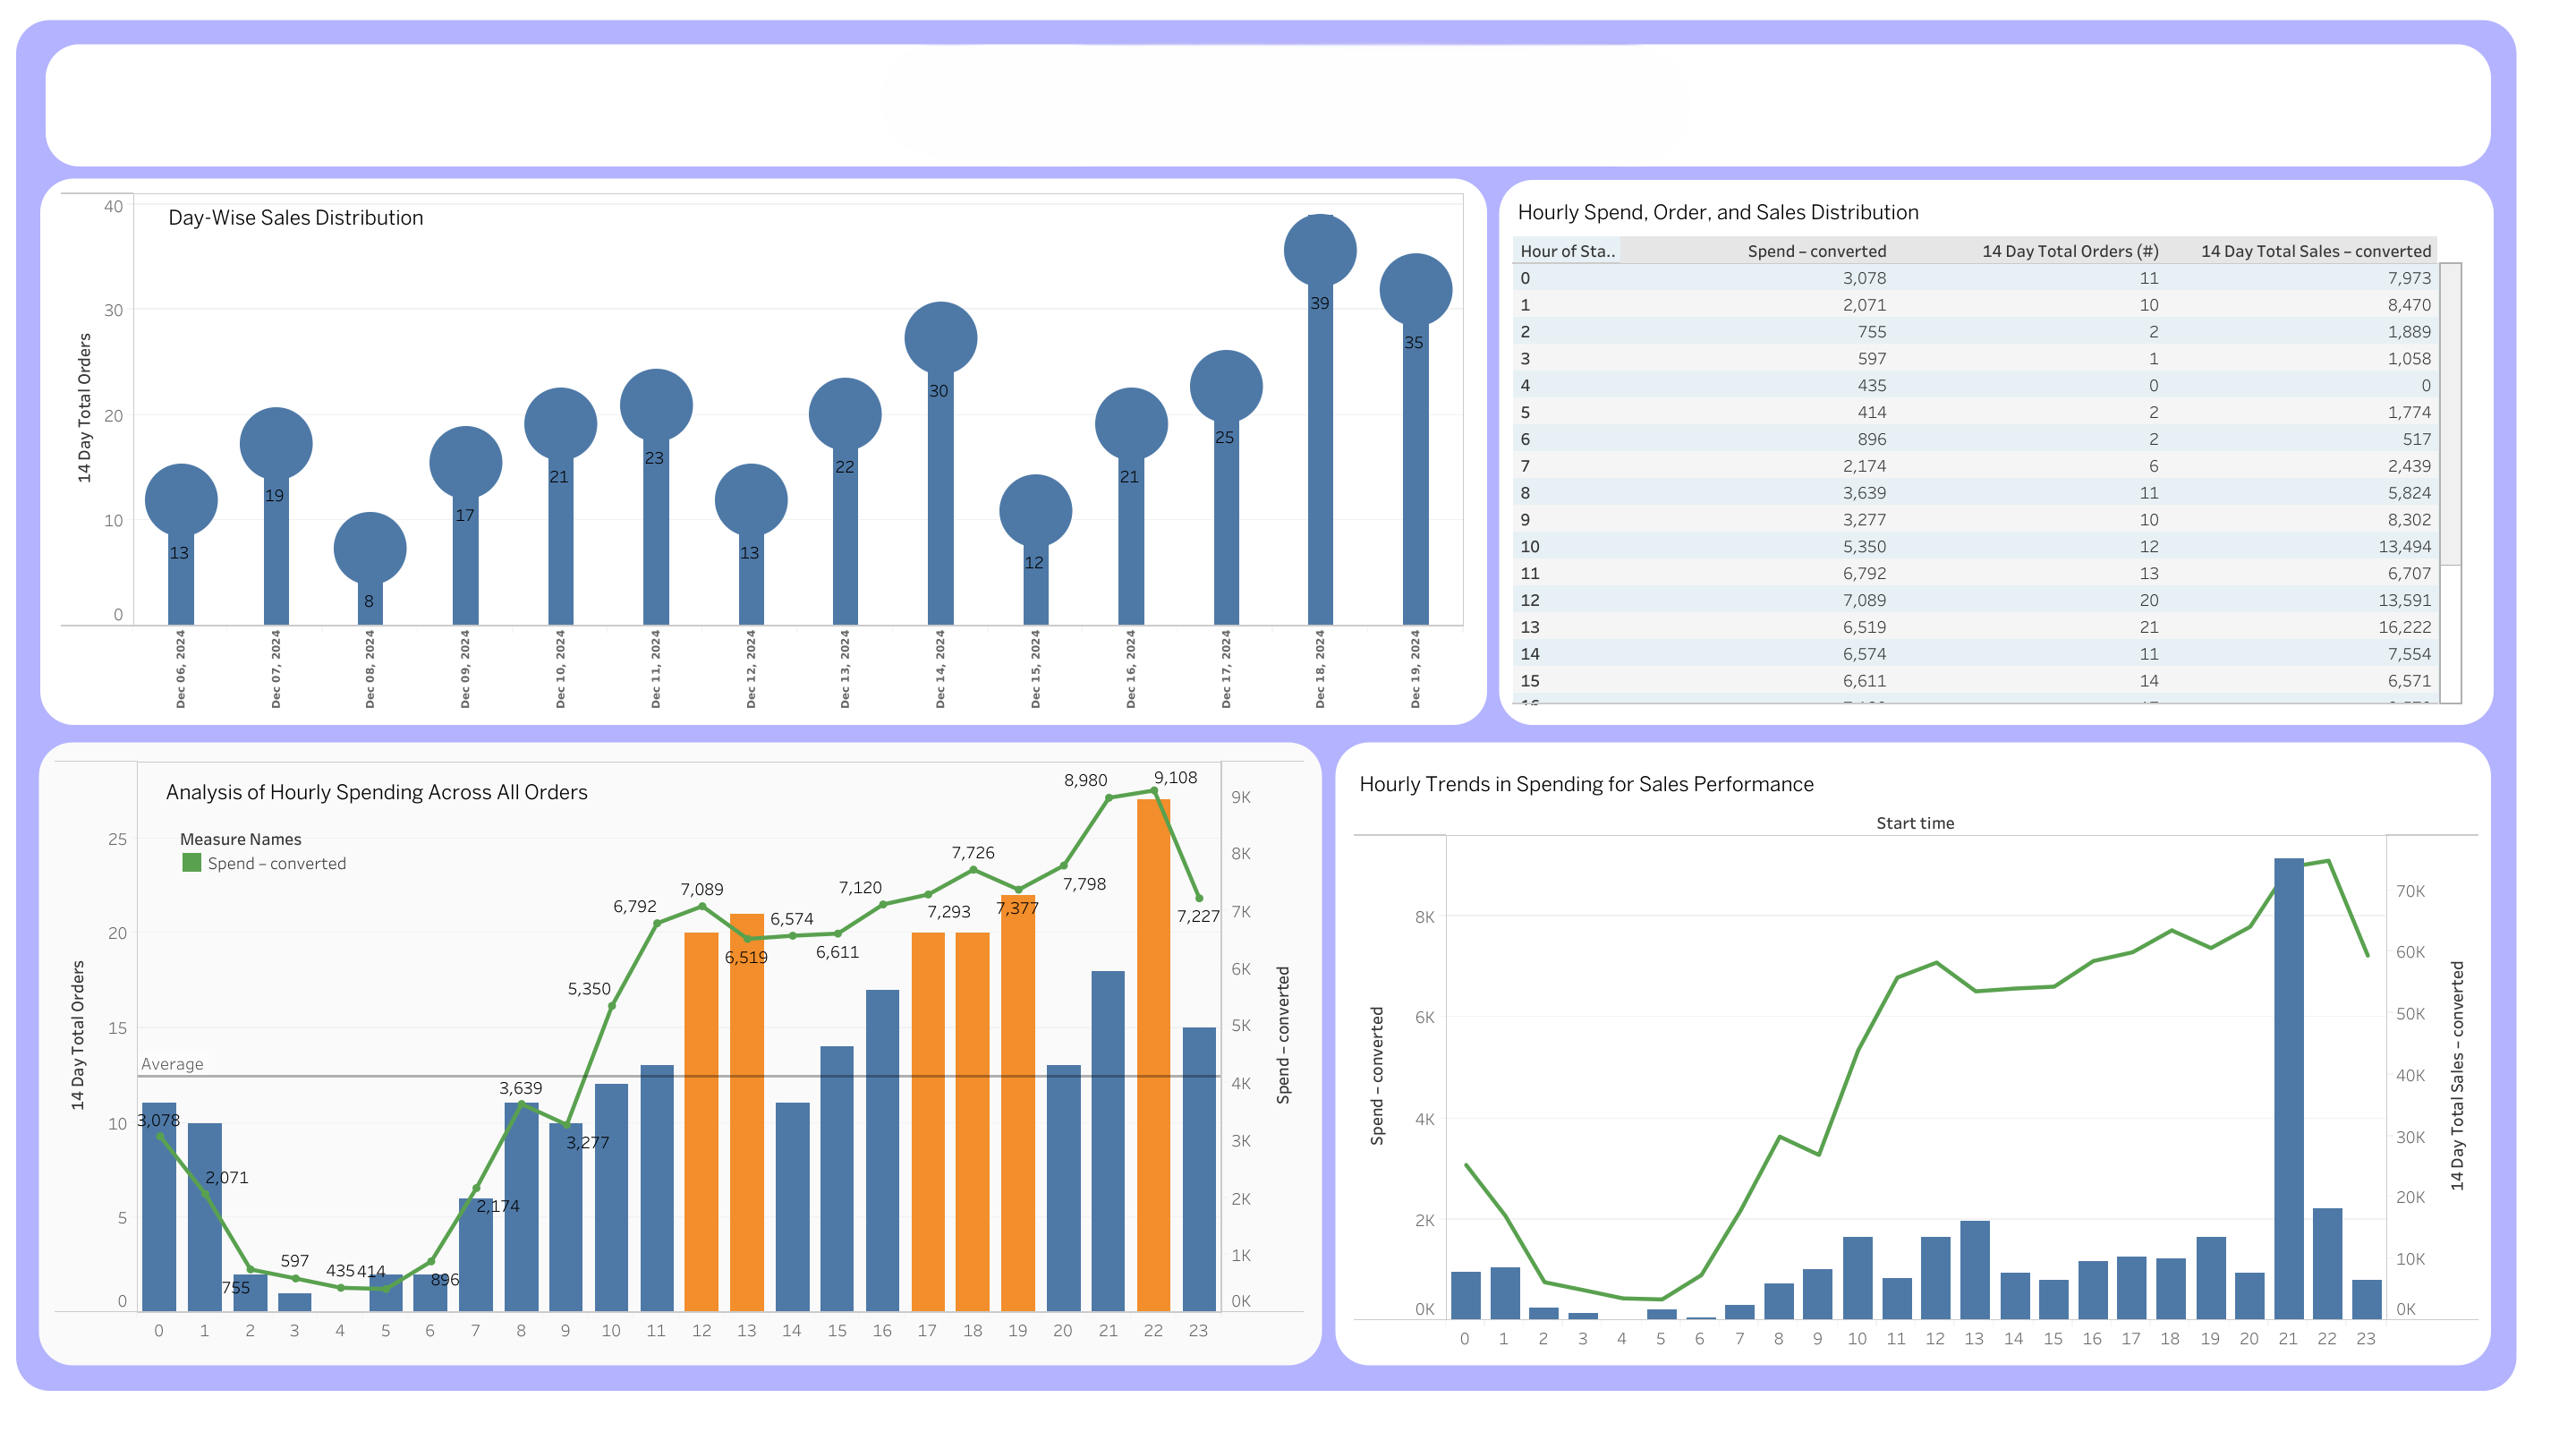 Day-Wise Sales Distribution
14 Day Total Orders
40
30
20
10
0
13
19
8
17
21
23
13
22
30
12
21
25
39
35
Dec 06, 2024
Dec 07, 2024
Dec 08, 2024
Dec 09, 2024
Dec 10, 2024
Dec 11, 2024
Dec 12, 2024
Dec 13, 2024
Dec 14, 2024
Dec 15, 2024
Dec 16, 2024
Dec 17, 2024
Dec 18, 2024
Dec 19, 2024
Hourly Spend, Order, and Sales Distribution
Hour of Sta.. Spend – converted 14 Day Total Orders (#) 14 Day Total Sales – converted
0 3,078 11 7,973
1 2,071 10 8,470
2 755 2 1,889
3 597 1 1,058
4 435 0 0
5 414 2 1,774
6 896 2 517
7 2,174 6 2,439
8 3,639 11 5,824
9 3,277 10 8,302
10 5,350 12 13,494
11 6,792 13 6,707
12 7,089 20 13,591
13 6,519 21 16,222
14 6,574 11 7,554
15 6,611 14 6,571
Analysis of Hourly Spending Across All Orders
Measure Names
Spend – converted
14 Day Total Orders
25
20
15
10
5
0
Average
3,078
2,071
755
597
435
414
896
2,174
3,639
3,277
5,350
6,792
7,089
6,519
6,574
6,611
7,120
7,293
7,726
7,377
7,798
8,980
9,108
7,227
9K
8K
7K
6K
5K
4K
3K
2K
1K
0K
Spend – converted
0 1 2 3 4 5 6 7 8 9 10 11 12 13 14 15 16 17 18 19 20 21 22 23
Hourly Trends in Spending for Sales Performance
Start time
Spend – converted
8K
6K
4K
2K
0K
70K
60K
50K
40K
30K
20K
10K
0K
14 Day Total Sales – converted
0 1 2 3 4 5 6 7 8 9 10 11 12 13 14 15 16 17 18 19 20 21 22 23